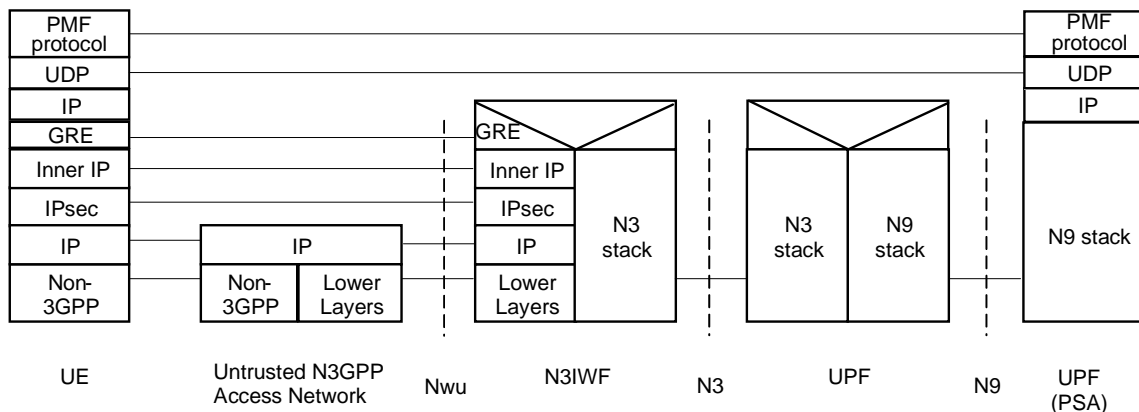 PMF
protocol
UDP
IP
GRE
Inner IP
IPsec
IP
Non-
3GPP
UE
IP
Non-
3GPP
Lower
Layers
Untrusted N3GPP
Access Network
Nwu
GRE
Inner IP
IPsec
IP
Lower
Layers
N3
stack
N3IWF
N3
N3
stack
N9
stack
UPF
N9
PMF
protocol
UDP
IP
N9 stack
UPF
(PSA)